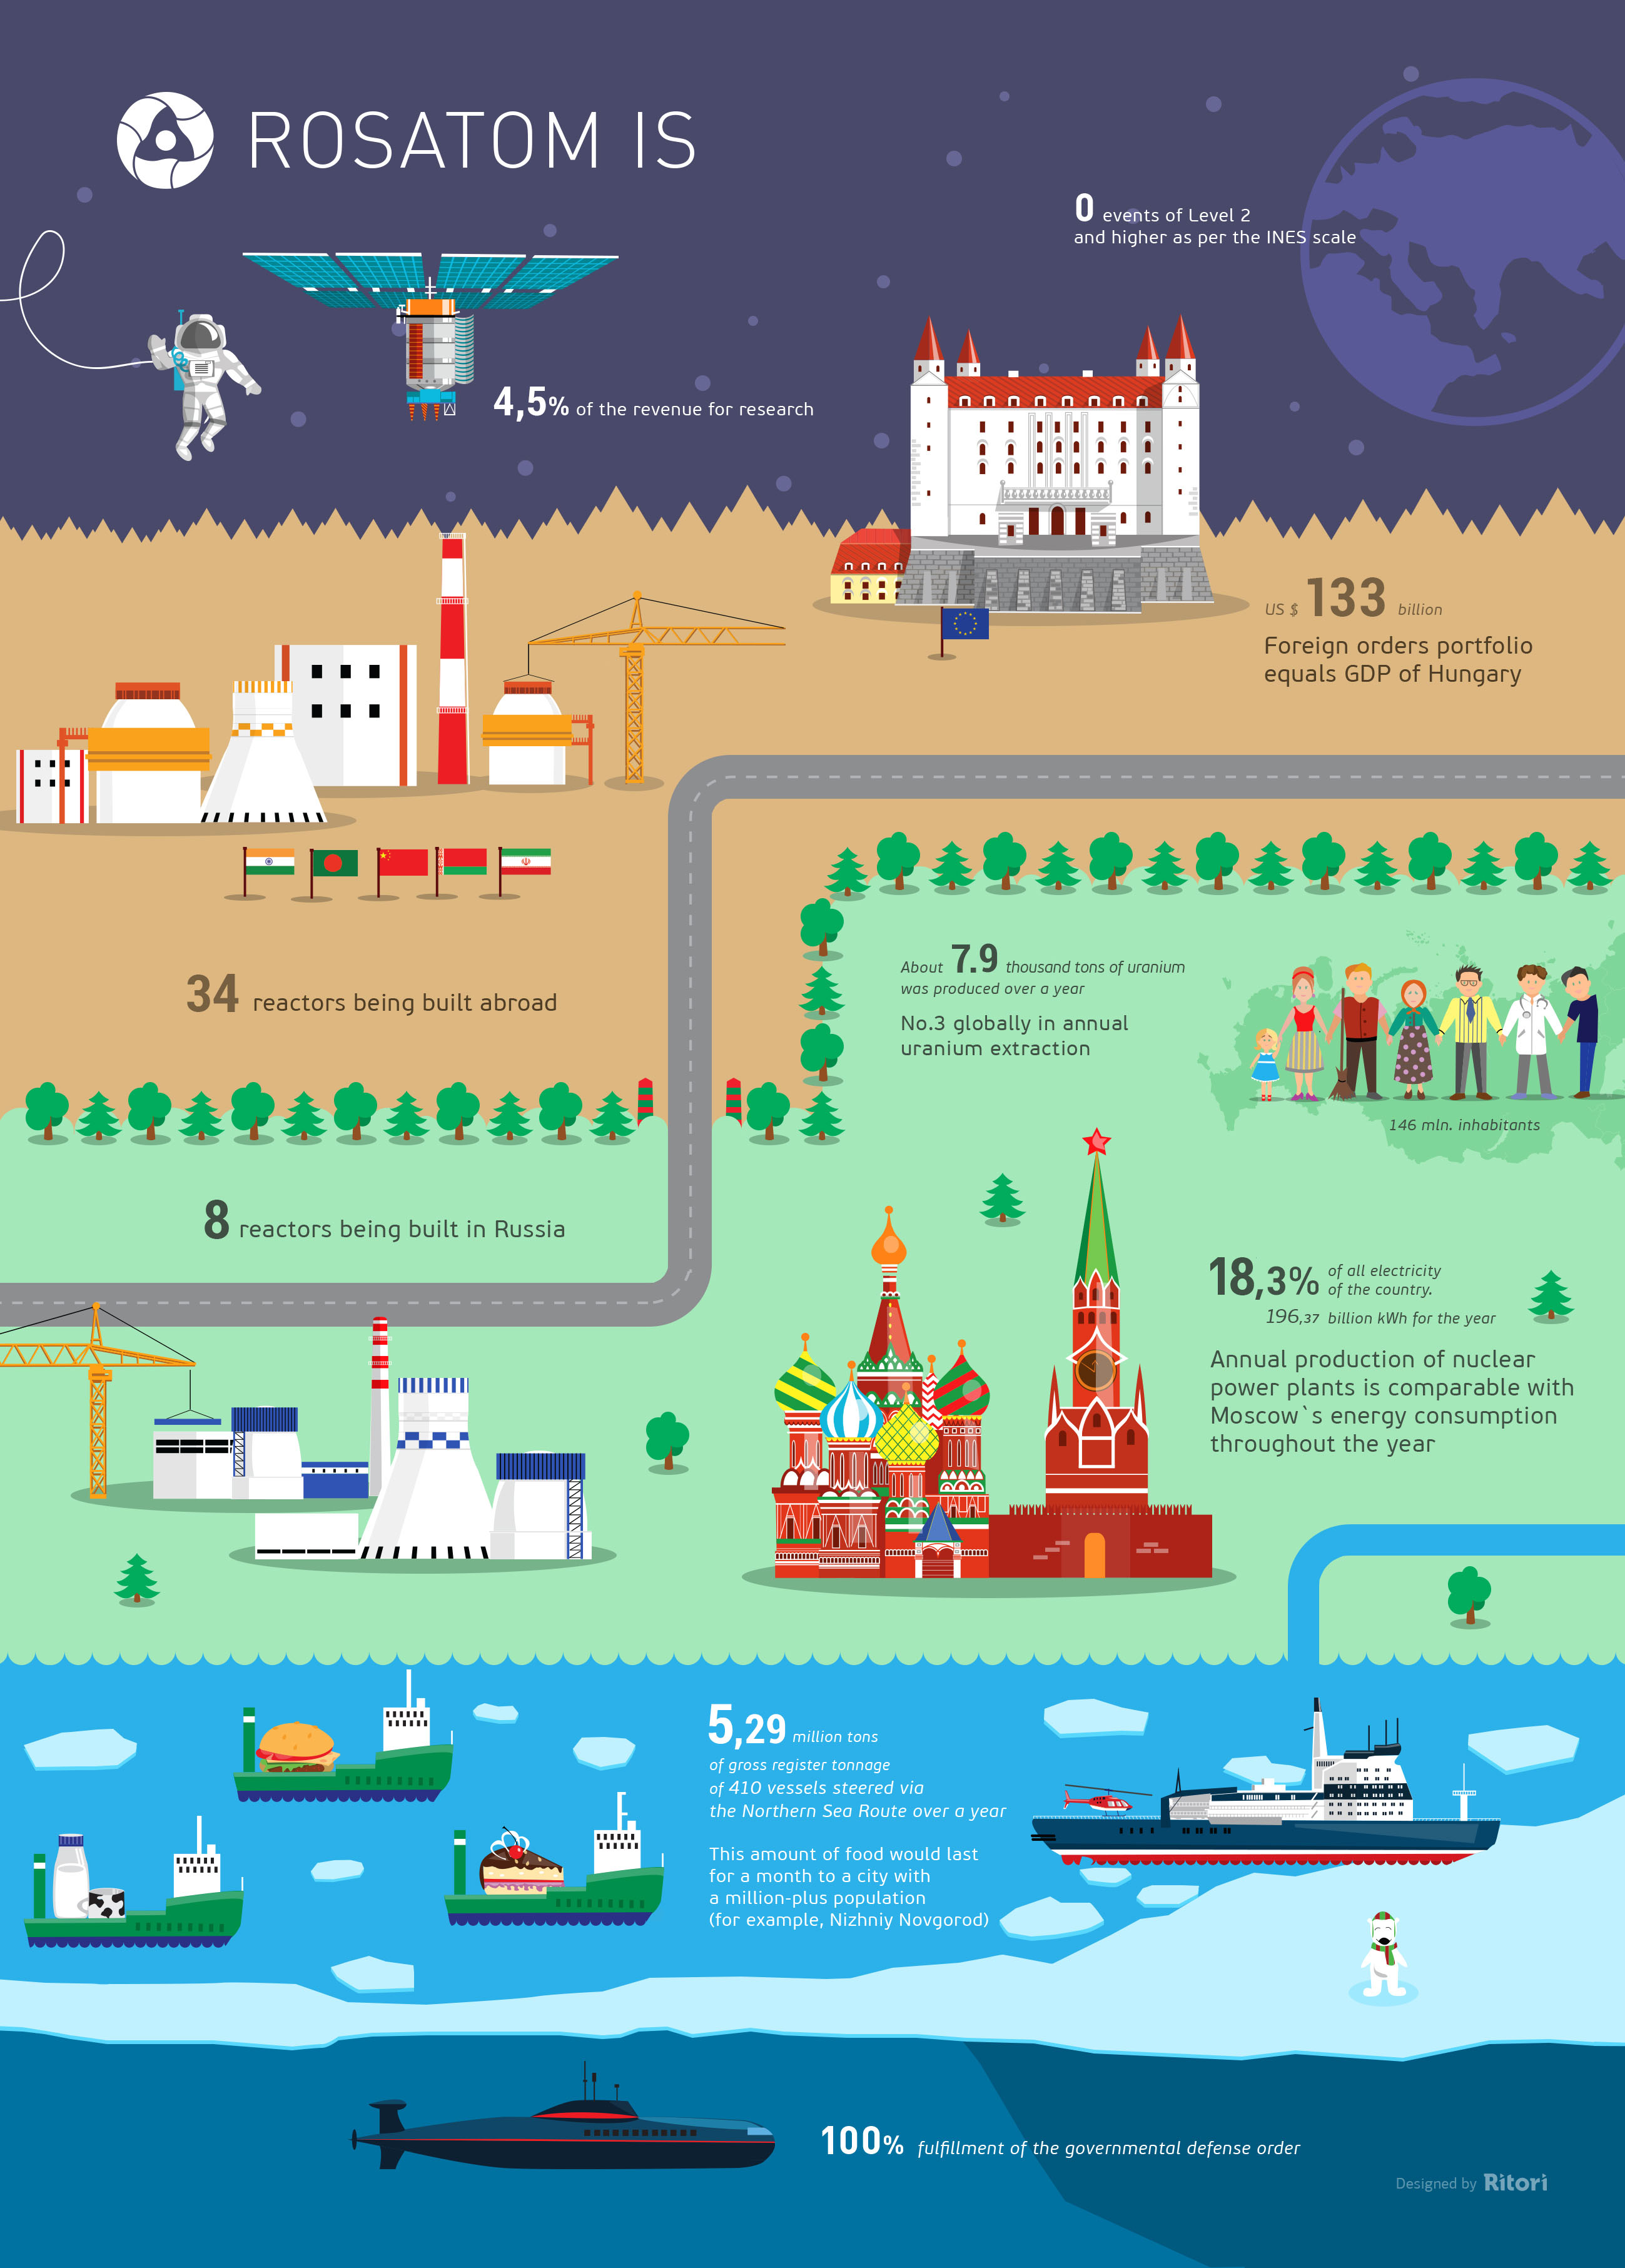 ROSATOM IS
0 events of Level 2
and higher as per the INES scale
4,5% of the revenue for research
US $ 133 billion
Foreign orders portfolio
equals GDP of Hungary
34 reactors being built abroad
About 7.9 thousand tons of uranium
was produced over a year
No.3 globally in annual
uranium extraction
146 mln. inhabitants
8 reactors being built in Russia
18,3% of all electricity
of the country.
196,37 billion kWh for the year
Annual production of nuclear
power plants is comparable with
Moscow`s energy consumption
throughout the year
5,29 million tons
of gross register tonnage
of 410 vessels steered via
the Northern Sea Route over a year
This amount of food would last
for a month to a city with
a million-plus population
(for example, Nizhniy Novgorod)
100% fulfillment of the governmental defense order
Designed by Ritori